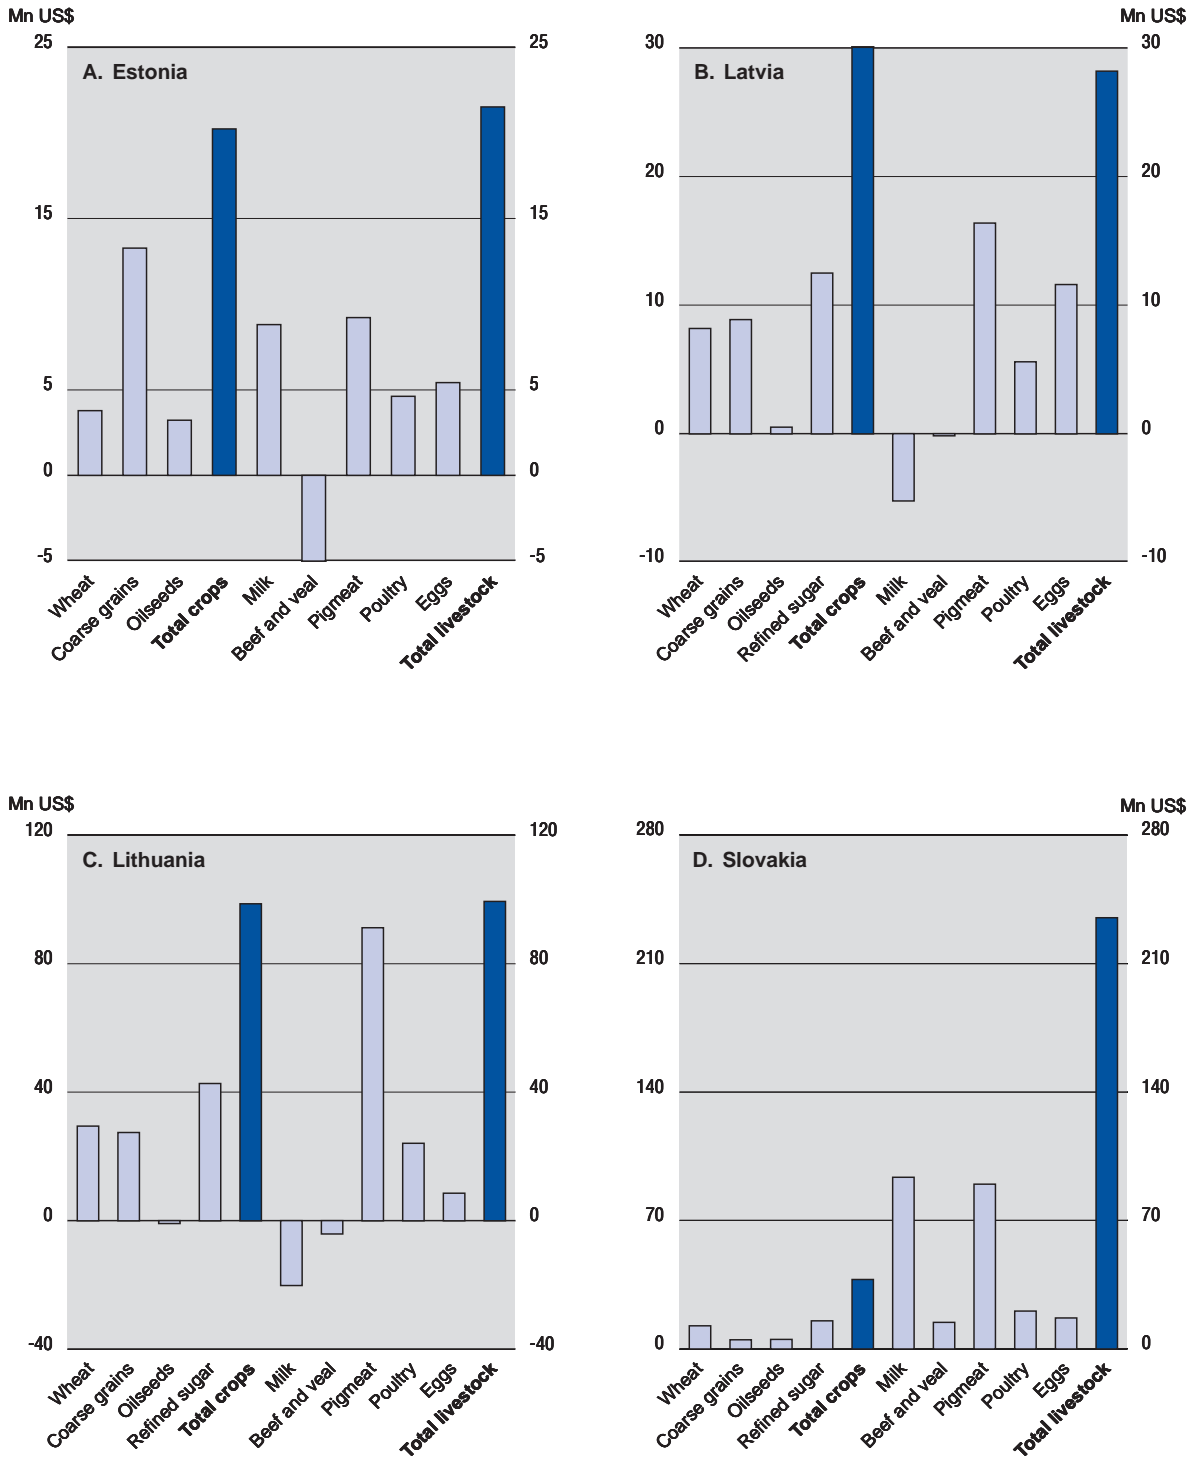 Mn US$
25
25
A. Estonia
15
15
5
5
0
0
-5
-5
Wheat
Coarse grains
Oilseeds
Total crops
Milk
Beef and veal
Pigmeat
Poultry
Eggs
Total livestock
Mn US$
30
30
B. Latvia
20
20
10
10
0
0
-10
-10
Wheat
Coarse grains
Oilseeds
Refined sugar
Total crops
Milk
Beef and veal
Pigmeat
Poultry
Eggs
Total livestock
Mn US$
120
120
C. Lithuania
80
80
40
40
0
0
-40
-40
Wheat
Coarse grains
Oilseeds
Refined sugar
Total crops
Milk
Beef and veal
Pigmeat
Poultry
Eggs
Total livestock
Mn US$
280
280
D. Slovakia
210
210
140
140
70
70
0
0
Wheat
Coarse grains
Oilseeds
Refined sugar
Total crops
Milk
Beef and veal
Pigmeat
Poultry
Eggs
Total livestock